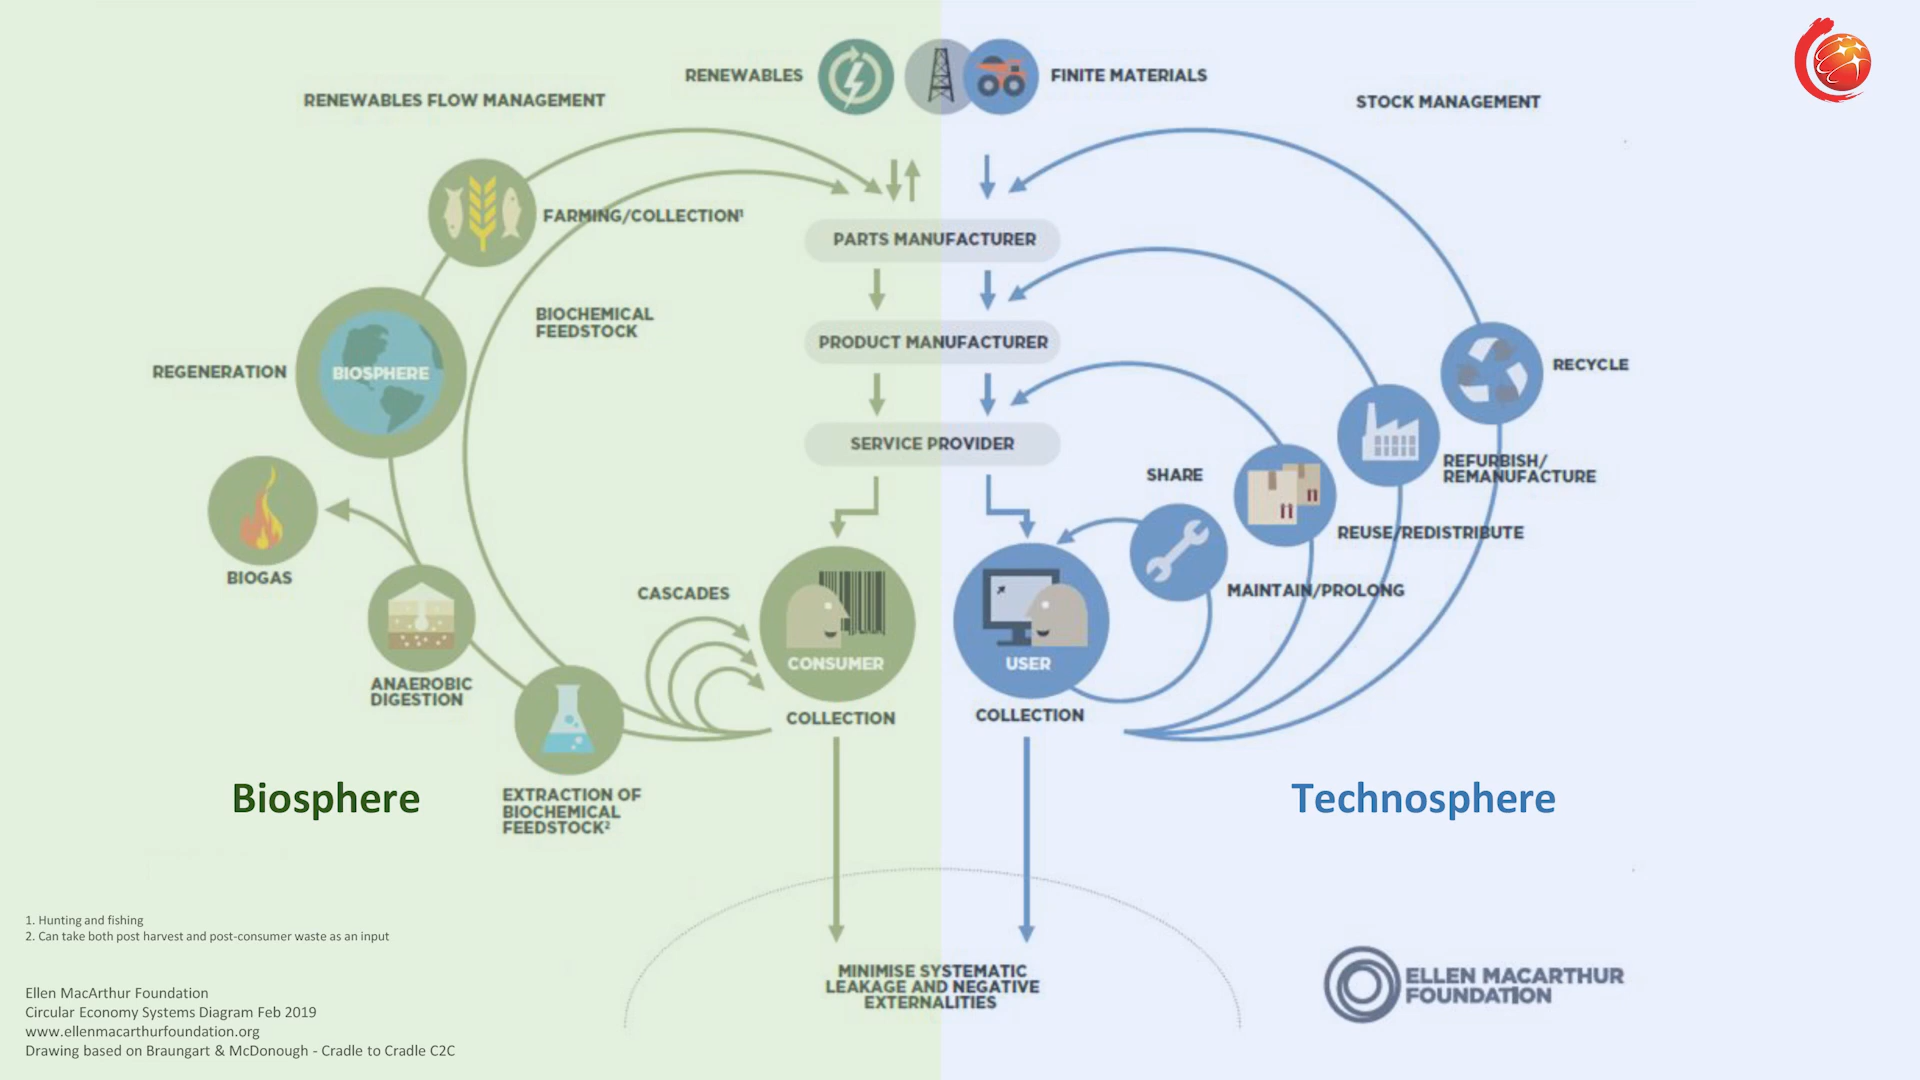 RENEWABLES
FINITE MATERIALS
RENEWABLES FLOW MANAGEMENT
STOCK MANAGEMENT
FARMING/COLLECTION¹
PARTS MANUFACTURER
BIOCHEMICAL
FEEDSTOCK
PRODUCT MANUFACTURER
REGENERATION
BIOSPHERE
RECYCLE
SERVICE PROVIDER
SHARE
REFURBISH/
REMANUFACTURE
REUSE/REDISTRIBUTE
BIOGAS
CASCADES
MAINTAIN/PROLONG
CONSUMER
USER
ANAEROBIC
DIGESTION
COLLECTION
COLLECTION
Biosphere
EXTRACTION OF
BIOCHEMICAL
FEEDSTOCK²
Technosphere
1. Hunting and fishing
2. Can take both post harvest and post-consumer waste as an input
MINIMISE SYSTEMATIC
LEAKAGE AND NEGATIVE
EXTERNALITIES
ELLEN MACARTHUR
FOUNDATION
Ellen MacArthur Foundation
Circular Economy Systems Diagram Feb 2019
www.ellenmacarthurfoundation.org
Drawing based on Braungart & McDonough - Cradle to Cradle C2C